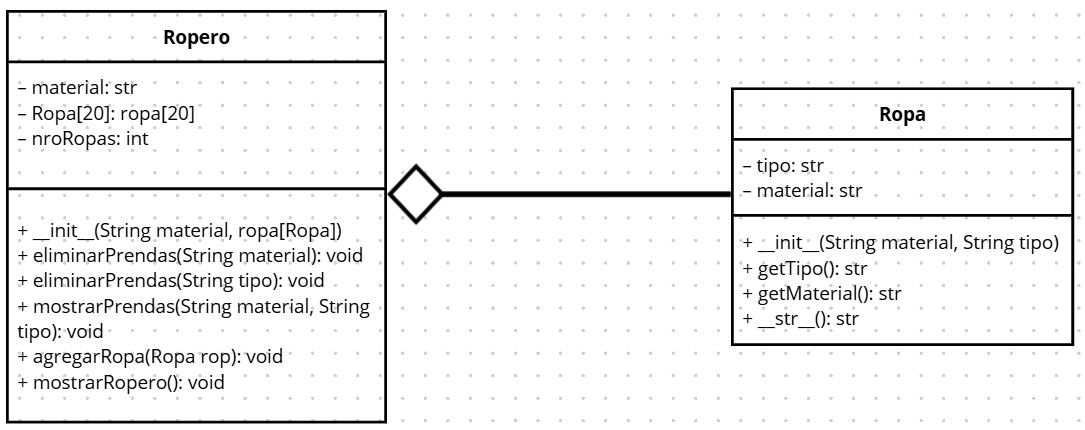 Ropero
– material: str
– Ropa[20]: ropa[20]
– nroRopas: int
+ __init__(String material, ropa[Ropa])
+ eliminarPrendas(String material): void
+ eliminarPrendas(String tipo): void
+ mostrarPrendas(String material, String
tipo): void
+ agregarRopa(Ropa rop): void
+ mostrarRopero(): void
Ropa
– tipo: str
– material: str
+ __init__(String material, String tipo)
+ getTipo(): str
+ getMaterial(): str
+ __str__(): str